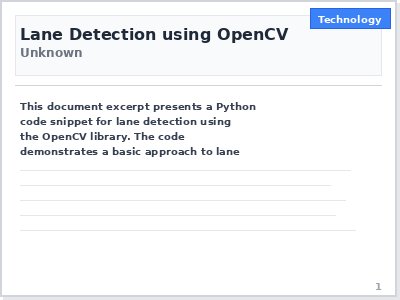 Technology
Lane Detection using OpenCV
Unknown
This document excerpt presents a Python
code snippet for lane detection using
the OpenCV library. The code
demonstrates a basic approach to lane
1